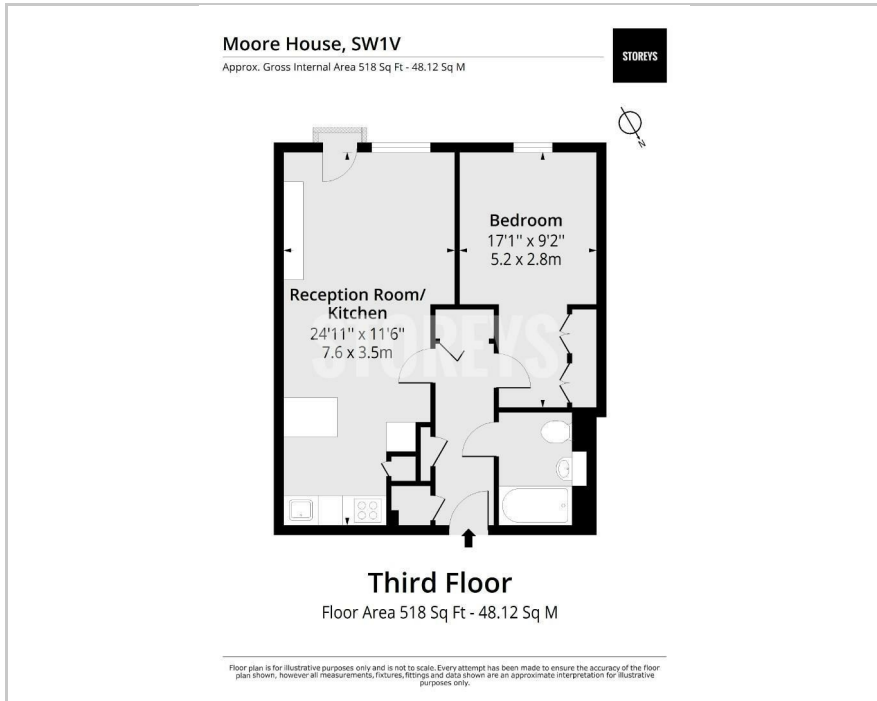 Moore House, SW1V
Approx. Gross Internal Area 518 Sq Ft - 48.12 Sq M
STOREYS
N
Bedroom
17'1" x 9'2"
5.2 x 2.8m
Reception Room/
Kitchen
24'11" x 11'6"
7.6 x 3.5m
STOREYS
Third Floor
Floor Area 518 Sq Ft - 48.12 Sq M
Floor plan is for illustrative purposes only and is not to scale. Every attempt has been made to ensure the accuracy of the floor
plan shown, however all measurements, fixtures, fittings and data shown are an approximate interpretation for illustrative
purposes only.